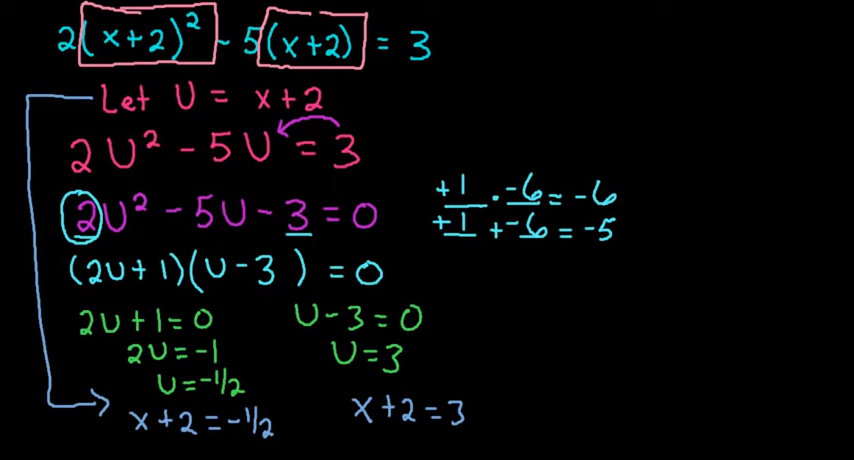 2(x+2)² - 5(x+2) = 3
Let U = x+2
2U² - 5U = 3
2U² - 5U - 3 = 0
+1 · -6 = -6
+1 + -6 = -5
(2U+1)(U-3) = 0
2U+1=0 U-3=0
2U=-1 U=3
U=-1/2
x+2=-1/2 x+2=3